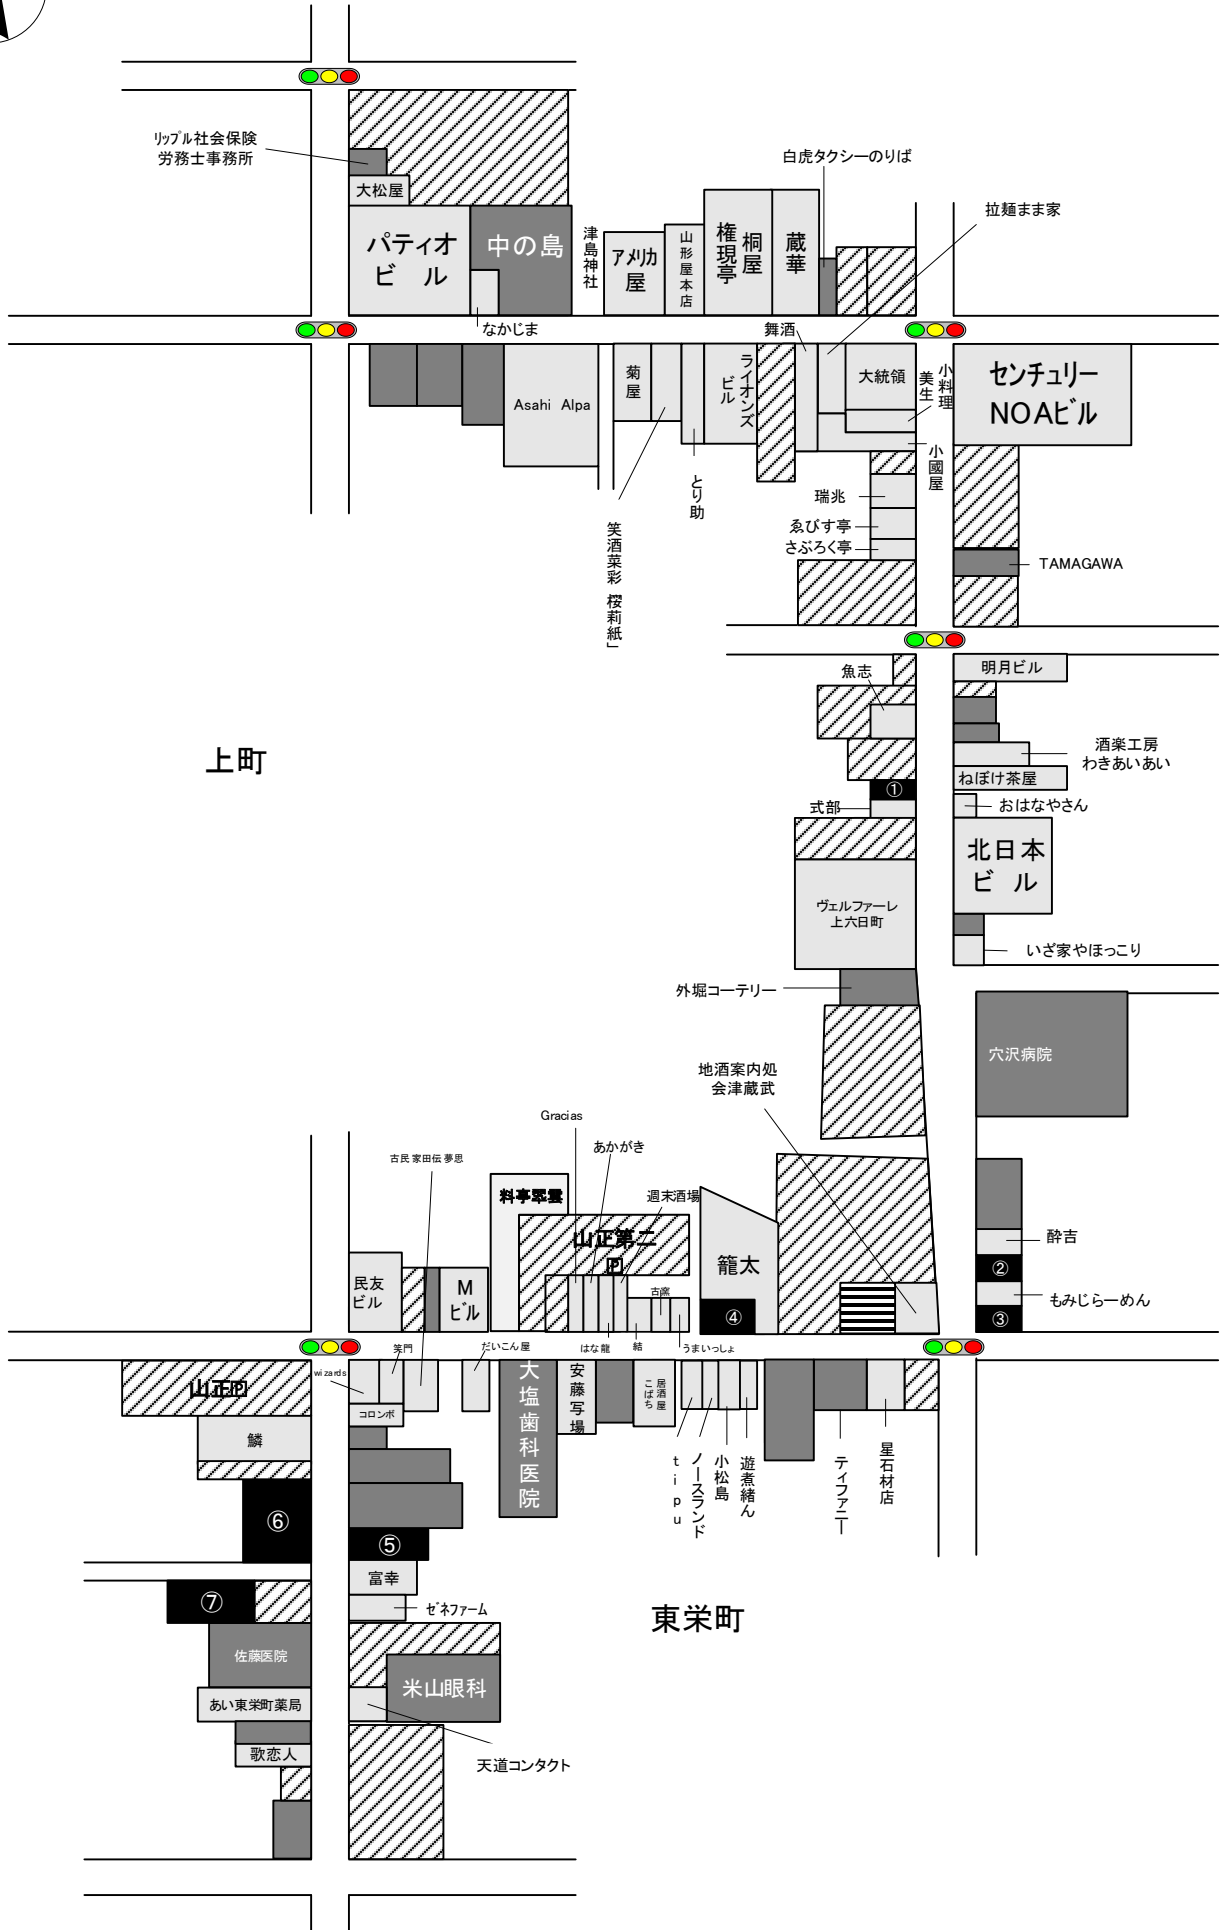 リップル社会保険
労務士事務所
大松屋
白虎タクシーのりば
拉麺まま家
パティオ
ビル
中の島
津島神社
アメリカ
屋
山形屋本店
権現亭
桐屋
蔵華
なかじま
舞酒
菊屋
ライオンズ
ビル
大統領
小料理
美生
センチュリー
NOAビル
Asahi Alpa
とり助
小國屋
瑞兆
ゑびす亭
さぶろく亭
笑酒菜彩「桜莉紙」
TAMAGAWA
明月ビル
魚志
上町
酒楽工房
わきあいあい
ねぼけ茶屋
①
式部
おはなやさん
北日本
ビル
ヴェルファーレ
上六日町
いざ家やほっこり
外堀コーテリー
穴沢病院
地酒案内処
会津蔵武
Gracias
あかがき
古民家田伝夢思
料亭翠雲
週末酒場
山正第二
P
酔吉
籠太
②
民友
ビル
M
ビル
古窯
もみじらーめん
④
③
笑門
だいこん屋
はな龍
結
うまいっしょ
wizards
山正P
コロンボ
大塩歯科医院
安藤写場
居酒屋
こばち
鱗
tipu
ノースランド
小松島
遊煮緒ん
ティファニー
星石材店
⑥
⑤
富幸
⑦
ゼネファーム
東栄町
佐藤医院
米山眼科
あい東栄町薬局
歌恋人
天道コンタクト